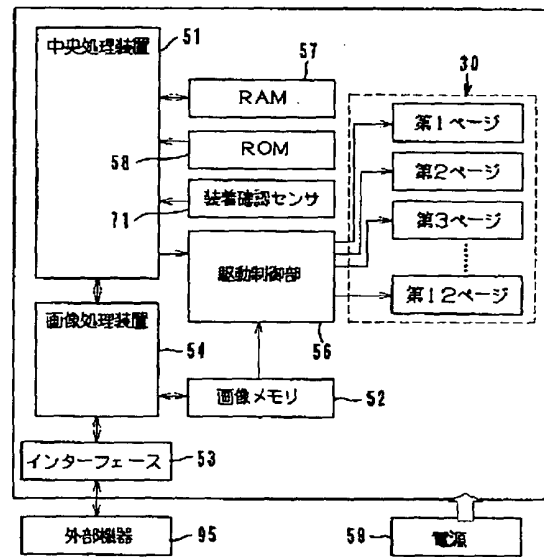 中央処理装置
51
57
RAM
30
第1ページ
58
ROM
第2ページ
71
装着確認センサ
第3ページ
駆動制御部
第12ページ
56
画像処理装置
54
画像メモリ
52
インターフェース
53
外部機器
95
電源
59